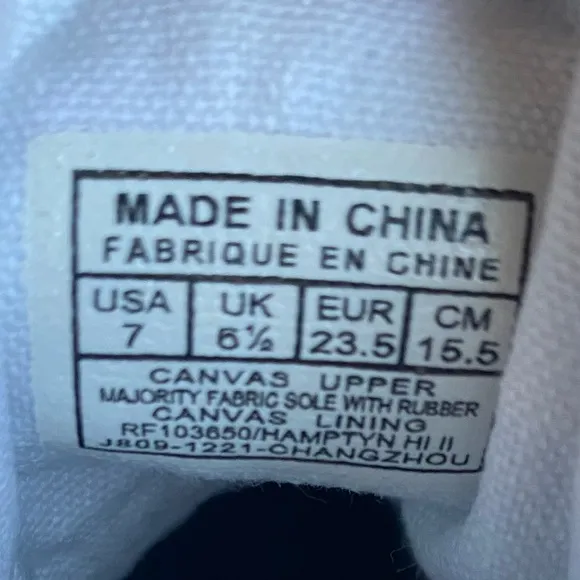 MADE IN CHINA
FABRIQUE EN CHINE
USA UK EUR CM
7 6½ 23.5 15.5
CANVAS UPPER
MAJORITY FABRIC SOLE WITH RUBBER
CANVAS LINING
RF103650/HAMPTYN HI II
J809-1221-CHANGZHOU